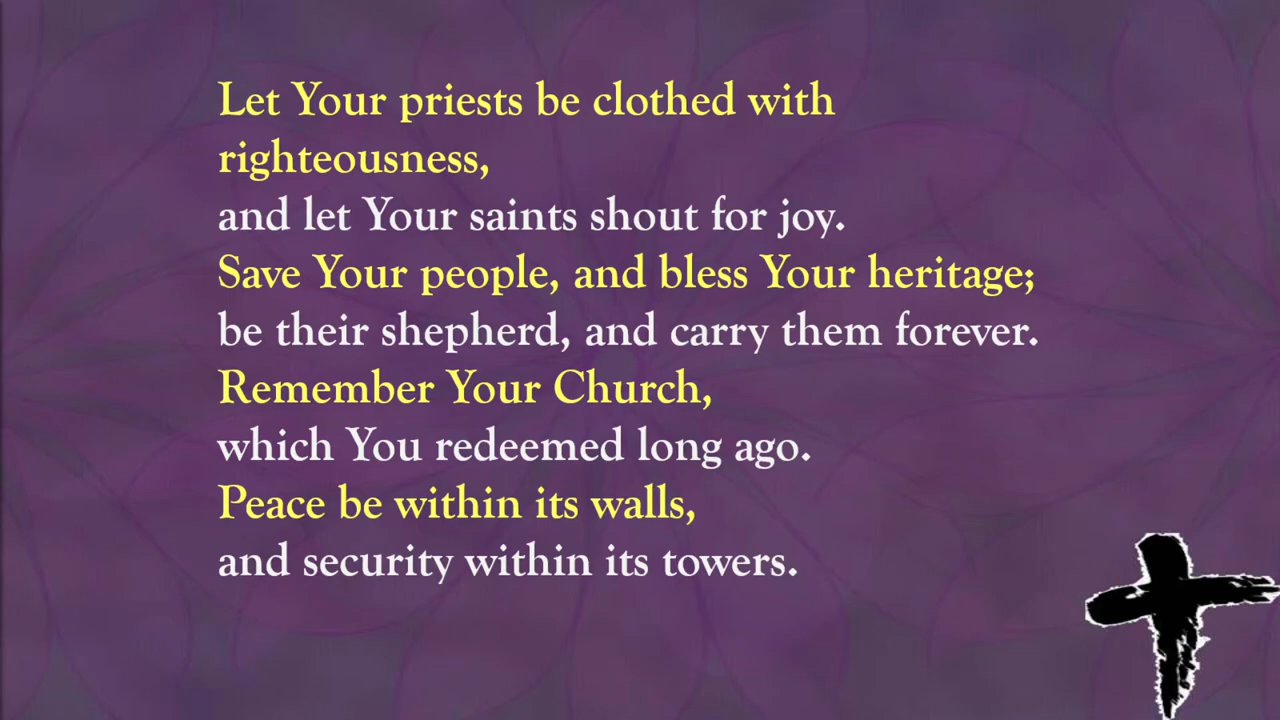 Let Your priests be clothed with
righteousness,
and let Your saints shout for joy.
Save Your people, and bless Your heritage;
be their shepherd, and carry them forever.
Remember Your Church,
which You redeemed long ago.
Peace be within its walls,
and security within its towers.